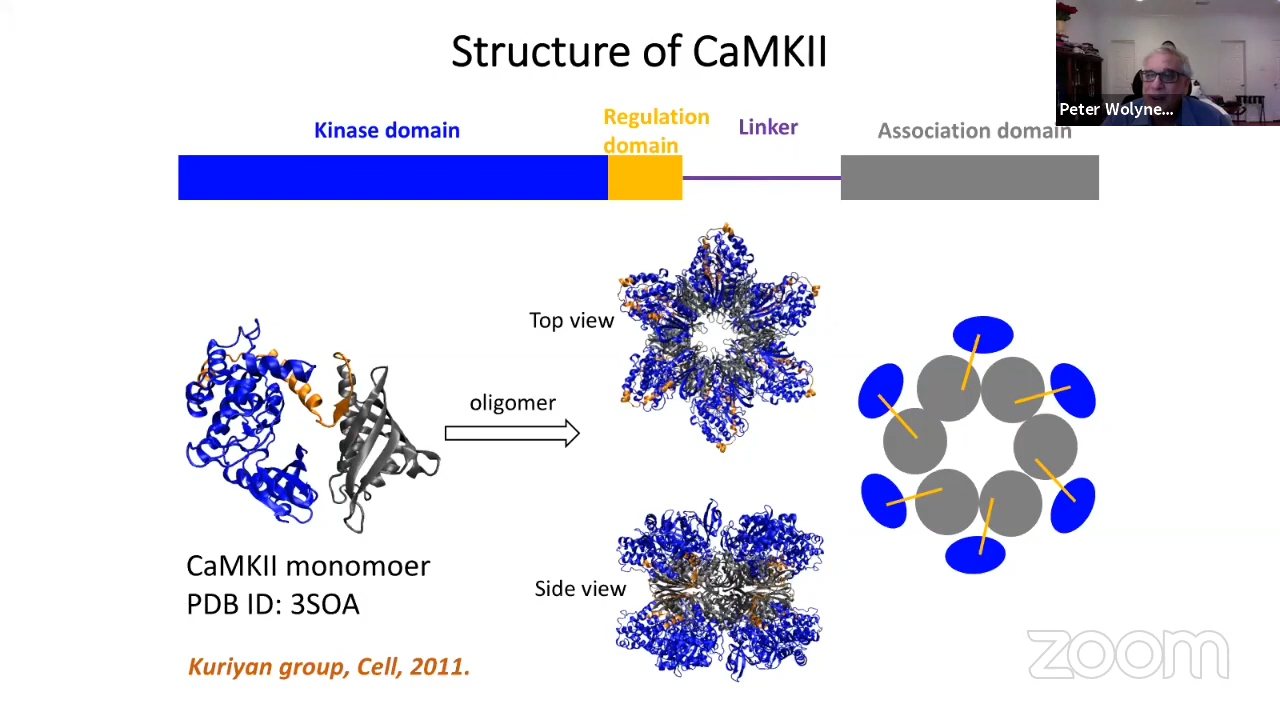 Structure of CaMKII
Peter Wolyne...
Kinase domain
Regulation
domain
Linker
Association domain
Top view
oligomer
Side view
CaMKII monomoer
PDB ID: 3SOA
Kuriyan group, Cell, 2011.
zoom